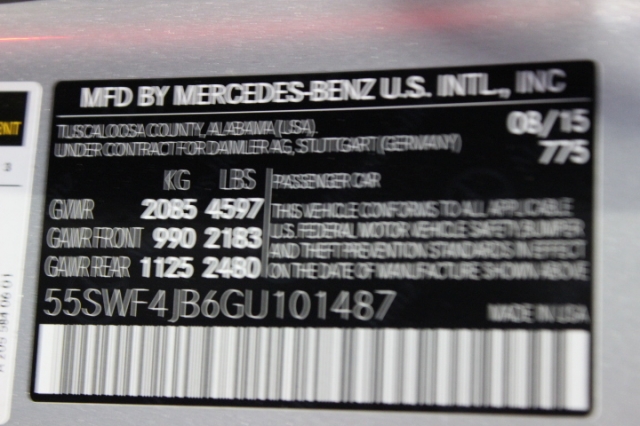 MFD BY MERCEDES-BENZ U.S. INTL., INC
TUSCALOOSA COUNTY, ALABAMA (USA). 08/15
UNDER CONTRACT FOR DAIMLER AG, STUTTGART (GERMANY) 775
KG LBS PASSENGER CAR
GVWR 2085 4597 THIS VEHICLE CONFORMS TO ALL APPLICABLE
GAWR FRONT 990 2183 U.S. FEDERAL MOTOR VEHICLE SAFETY, BUMPER
AND THEFT PREVENTION STANDARDS IN EFFECT
GAWR REAR 1125 2480 ON THE DATE OF MANUFACTURE SHOWN ABOVE
55SWF4JB6GU101487 MADE IN USA